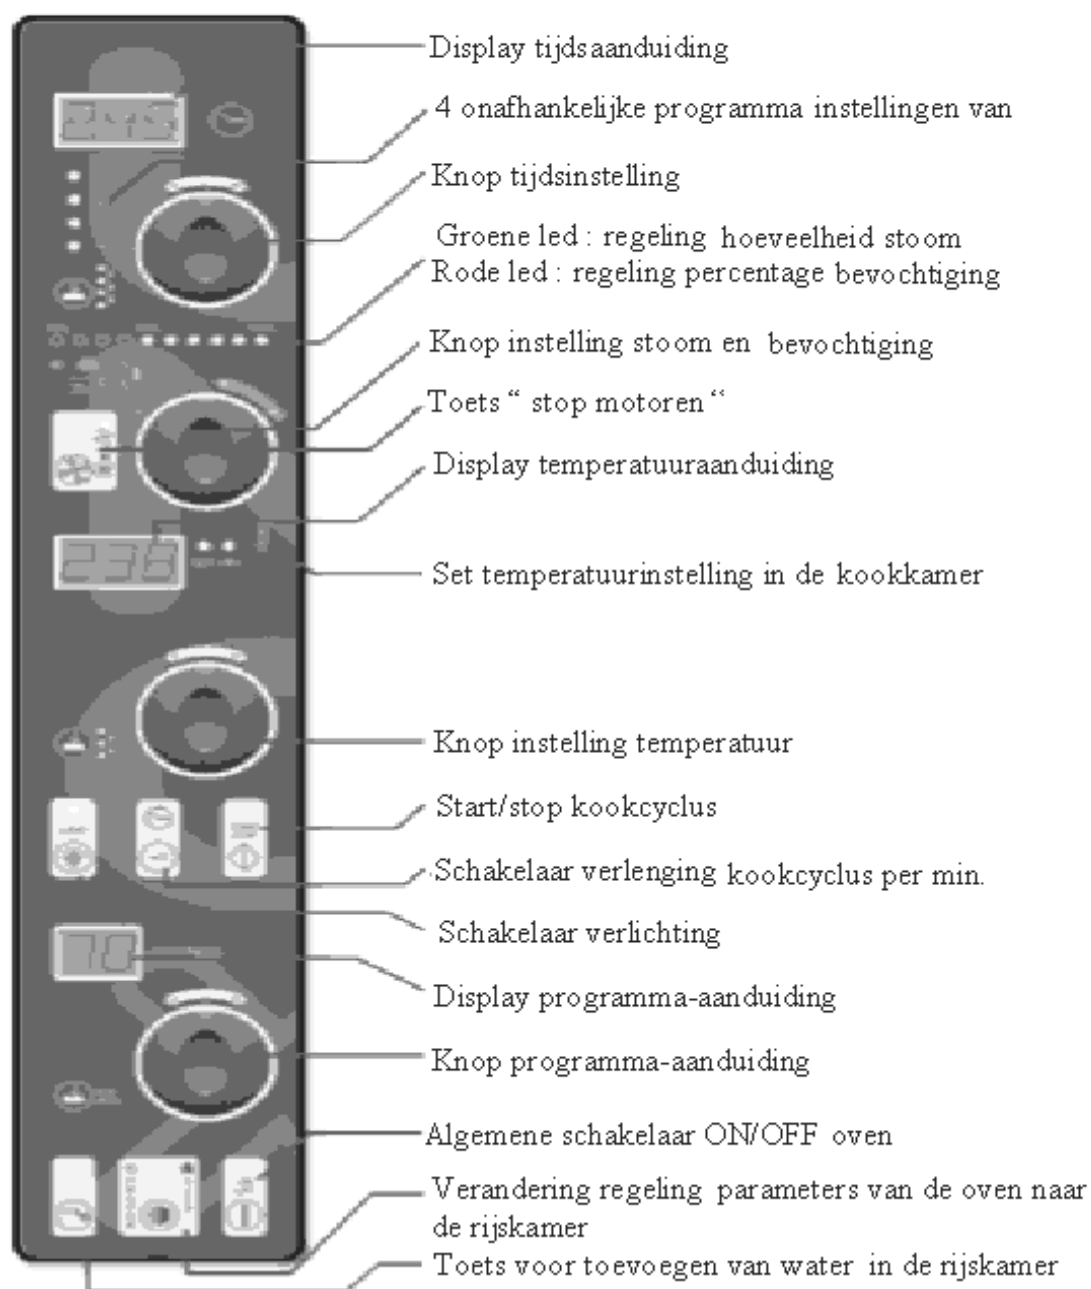 Display tijdsaanduiding
4 onafhankelijke programma instellingen van
Knop tijdsinstelling
Groene led : regeling hoeveelheid stoom
Rode led : regeling percentage bevochtiging
Knop instelling stoom en bevochtiging
Toets “ stop motoren “
Display temperatuuraanduiding
236
Set temperatuurinstelling in de kookkamer
Knop instelling temperatuur
Start/stop kookcyclus
Schakelaar verlenging kookcyclus per min.
Schakelaar verlichting
10
Display programma-aanduiding
Knop programma-aanduiding
Algemene schakelaar ON/OFF oven
Verandering regeling parameters van de oven naar
de rijskamer
Toets voor toevoegen van water in de rijskamer